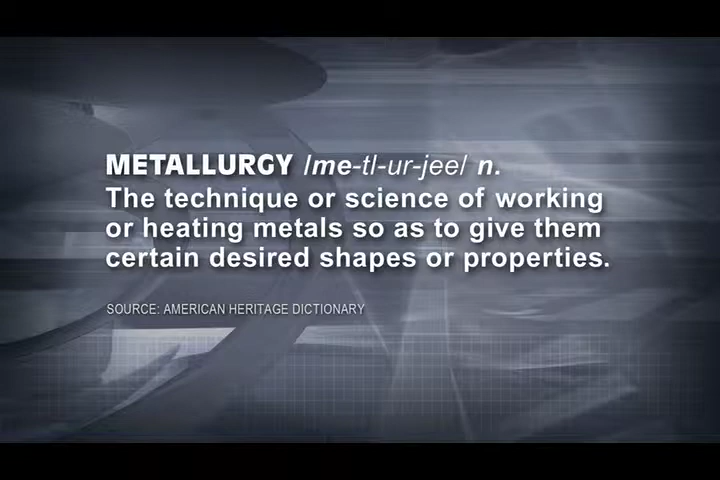 METALLURGY /me-tl-ur-jee/ n.
The technique or science of working
or heating metals so as to give them
certain desired shapes or properties.
SOURCE: AMERICAN HERITAGE DICTIONARY